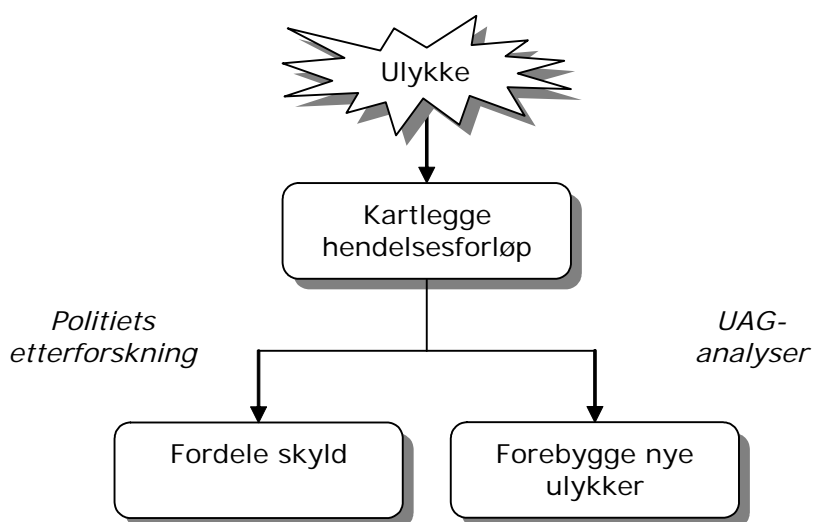 Ulykke
Kartlegge
hendelsesforløp
Politiets
etterforskning
UAG-
analyser
Fordele skyld
Forebygge nye
ulykker